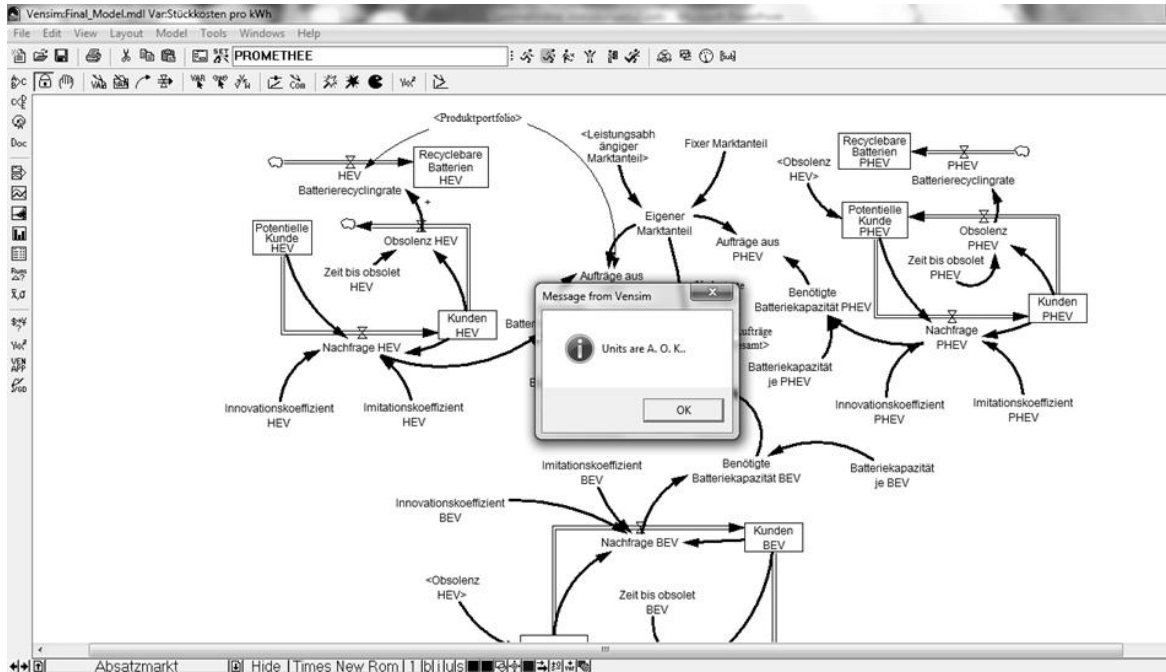 Vensim:Final_Model.mdl Var:Stückkosten pro kWh
File Edit View Layout Model Tools Windows Help
PROMETHEE
Doc
<Produktportfolio>
Recyclebare
Batterien
HEV
HEV
Batterierecyclingrate
+
Potentielle
Kunde
HEV
Obsolenz HEV
Zeit bis obsolet
HEV
Kunden
HEV
Nachfrage HEV
Innovationskoeffizient
HEV
Imitationskoeffizient
HEV
<Leistungsabh
ängiger
Marktanteil>
Fixer Marktanteil
Eigener
Marktanteil
Aufträge aus
PHEV
Aufträge aus
Benötigte
Batteriekapazität PHEV
Batteriekapazität
je PHEV
<Obsolenz
HEV>
Recyclebare
Batterien
PHEV
PHEV
Batterierecyclingrate
Potentielle
Kunde
PHEV
Obsolenz
PHEV
Zeit bis obsolet
PHEV
Kunden
PHEV
Nachfrage
PHEV
Innovationskoeffizient
PHEV
Imitationskoeffizient
PHEV
Message from Vensim
Units are A. O. K..
OK
Imitationskoeffizient
BEV
Benötigte
Batteriekapazität BEV
Batteriekapazität
je BEV
Innovationskoeffizient
BEV
Nachfrage BEV
Kunden
BEV
<Obsolenz
HEV>
Zeit bis obsolet
BEV
Absatzmarkt Hide Times New Rom